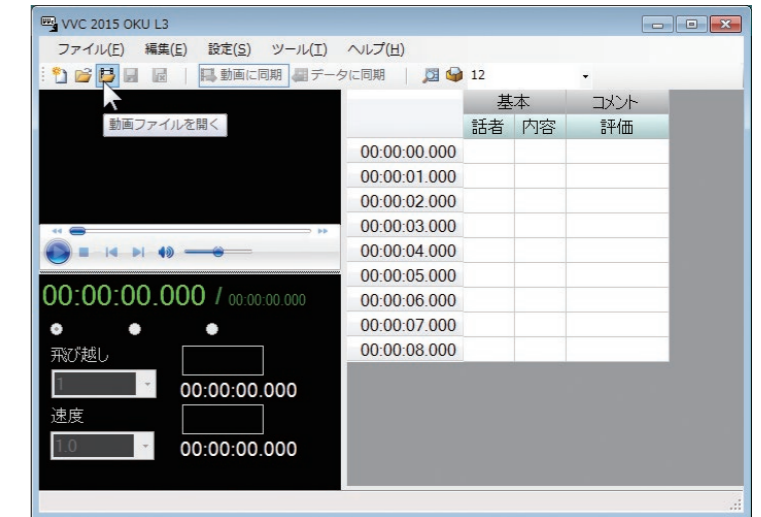 VVC 2015 OKU L3
ファイル(F) 編集(E) 設定(S) ツール(T) ヘルプ(H)
動画に同期 データに同期 12
動画ファイルを開く
基本 コメント
話者 内容 評価
00:00:00.000
00:00:01.000
00:00:02.000
00:00:03.000
00:00:04.000
00:00:05.000
00:00:06.000
00:00:07.000
00:00:08.000
00:00:00.000 / 00:00:00.000
飛び越し
1
00:00:00.000
速度
1.0
00:00:00.000